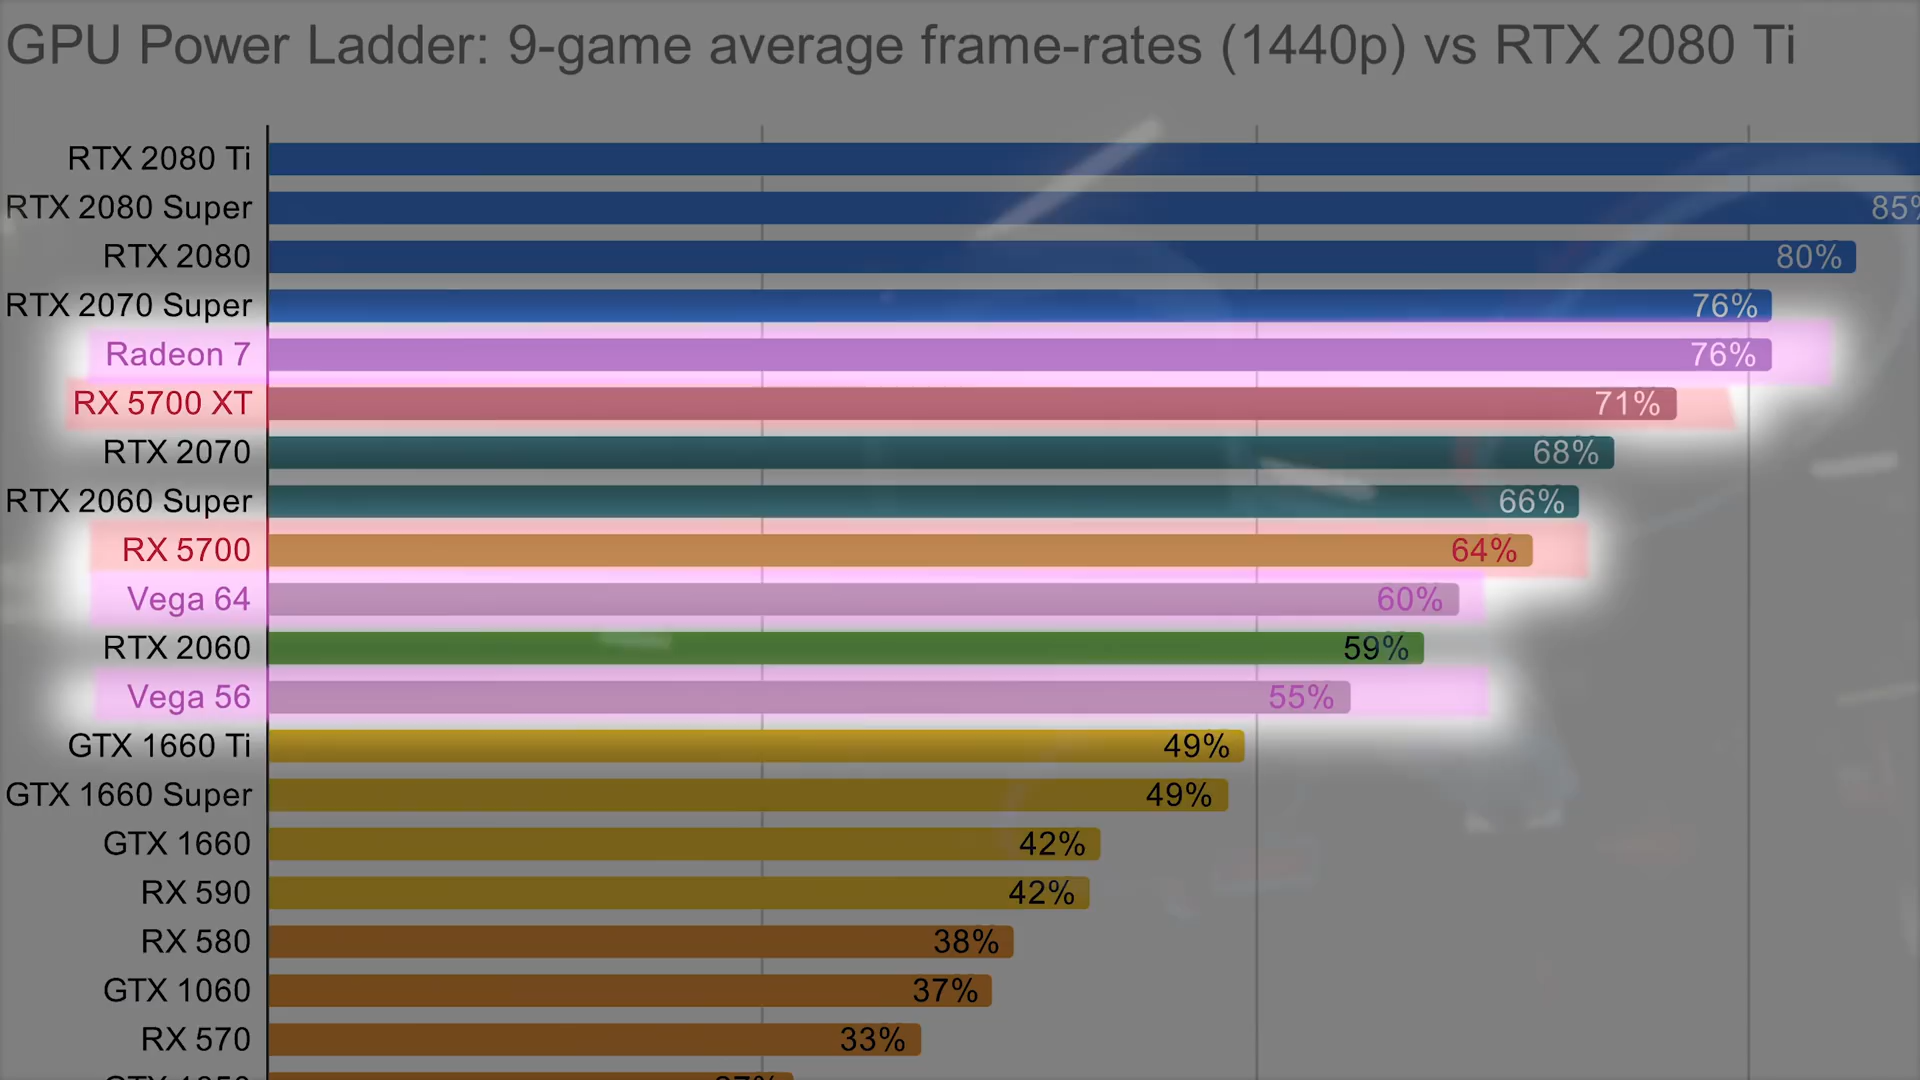 GPU Power Ladder: 9-game average frame-rates (1440p) vs RTX 2080 Ti
RTX 2080 Ti
RTX 2080 Super 85%
RTX 2080 80%
RTX 2070 Super 76%
Radeon 7 76%
RX 5700 XT 71%
RTX 2070 68%
RTX 2060 Super 66%
RX 5700 64%
Vega 64 60%
RTX 2060 59%
Vega 56 55%
GTX 1660 Ti 49%
GTX 1660 Super 49%
GTX 1660 42%
RX 590 42%
RX 580 38%
GTX 1060 37%
RX 570 33%